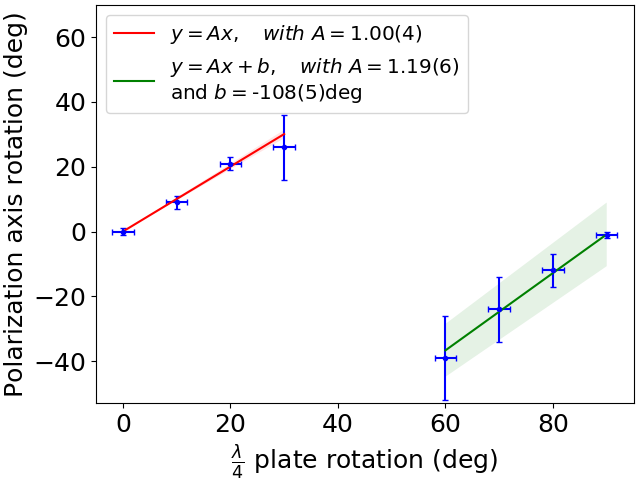 y = Ax,    with A = 1.00(4)
y = Ax + b,    with A = 1.19(6)
and b = -108(5)deg
Polarization axis rotation (deg)
60
40
20
0
−20
−40
0
20
40
60
80
λ/4 plate rotation (deg)